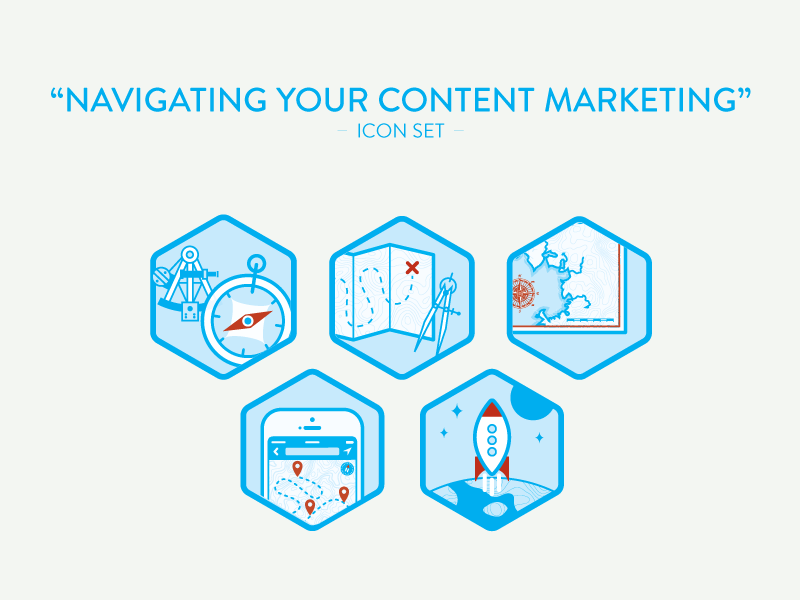 “NAVIGATING YOUR CONTENT MARKETING”
– ICON SET –